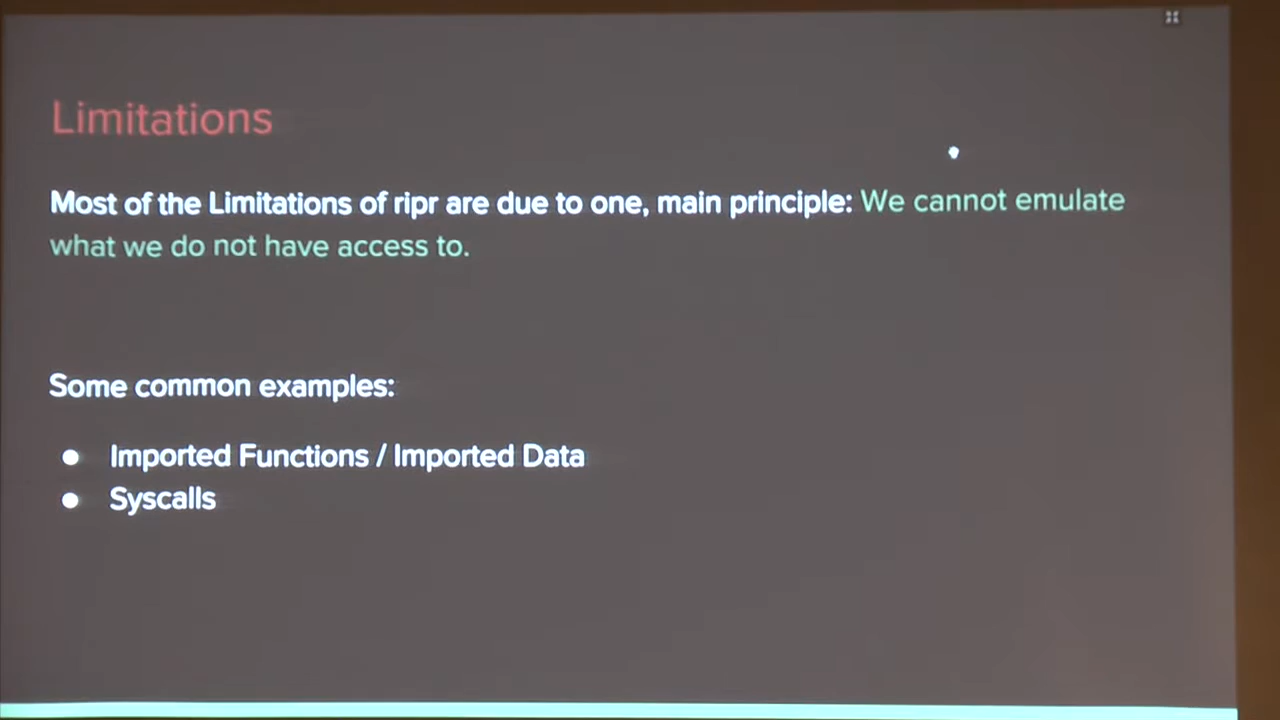 Limitations
Most of the Limitations of ripr are due to one, main principle: We cannot emulate
what we do not have access to.
Some common examples:
● Imported Functions / Imported Data
● Syscalls